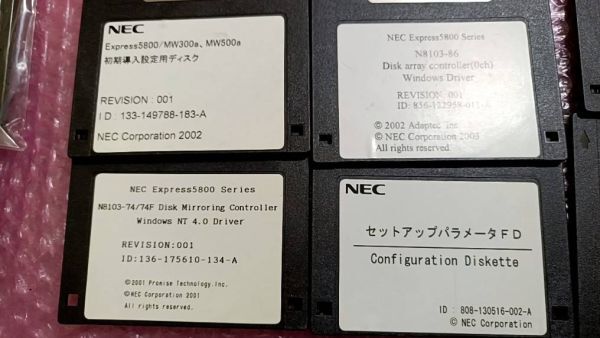 NEC
Express5800/MW300a、MW500a
初期導入設定用ディスク
REVISION : 001
ID : 133-149788-183-A
NEC Corporation 2002
NEC Express5800 Series
N8103-86
Disk array controller(0ch)
Windows Driver
REVISION: 001
ID: 856-122958-011-A
© 2002 Adaptec Inc
© NEC Corporation 2003
All rights reserved.
NEC Express5800 Series
N8103-74/74F Disk Mirroring Controller
Windows NT 4.0 Driver
REVISION:001
ID:136-175610-134-A
©2001 Promise Technology, Inc.
©NEC Corporation 2001
All rights reserved.
NEC
セットアップパラメータFD
Configuration Diskette
ID : 808-130516-002-A
© NEC Corporation